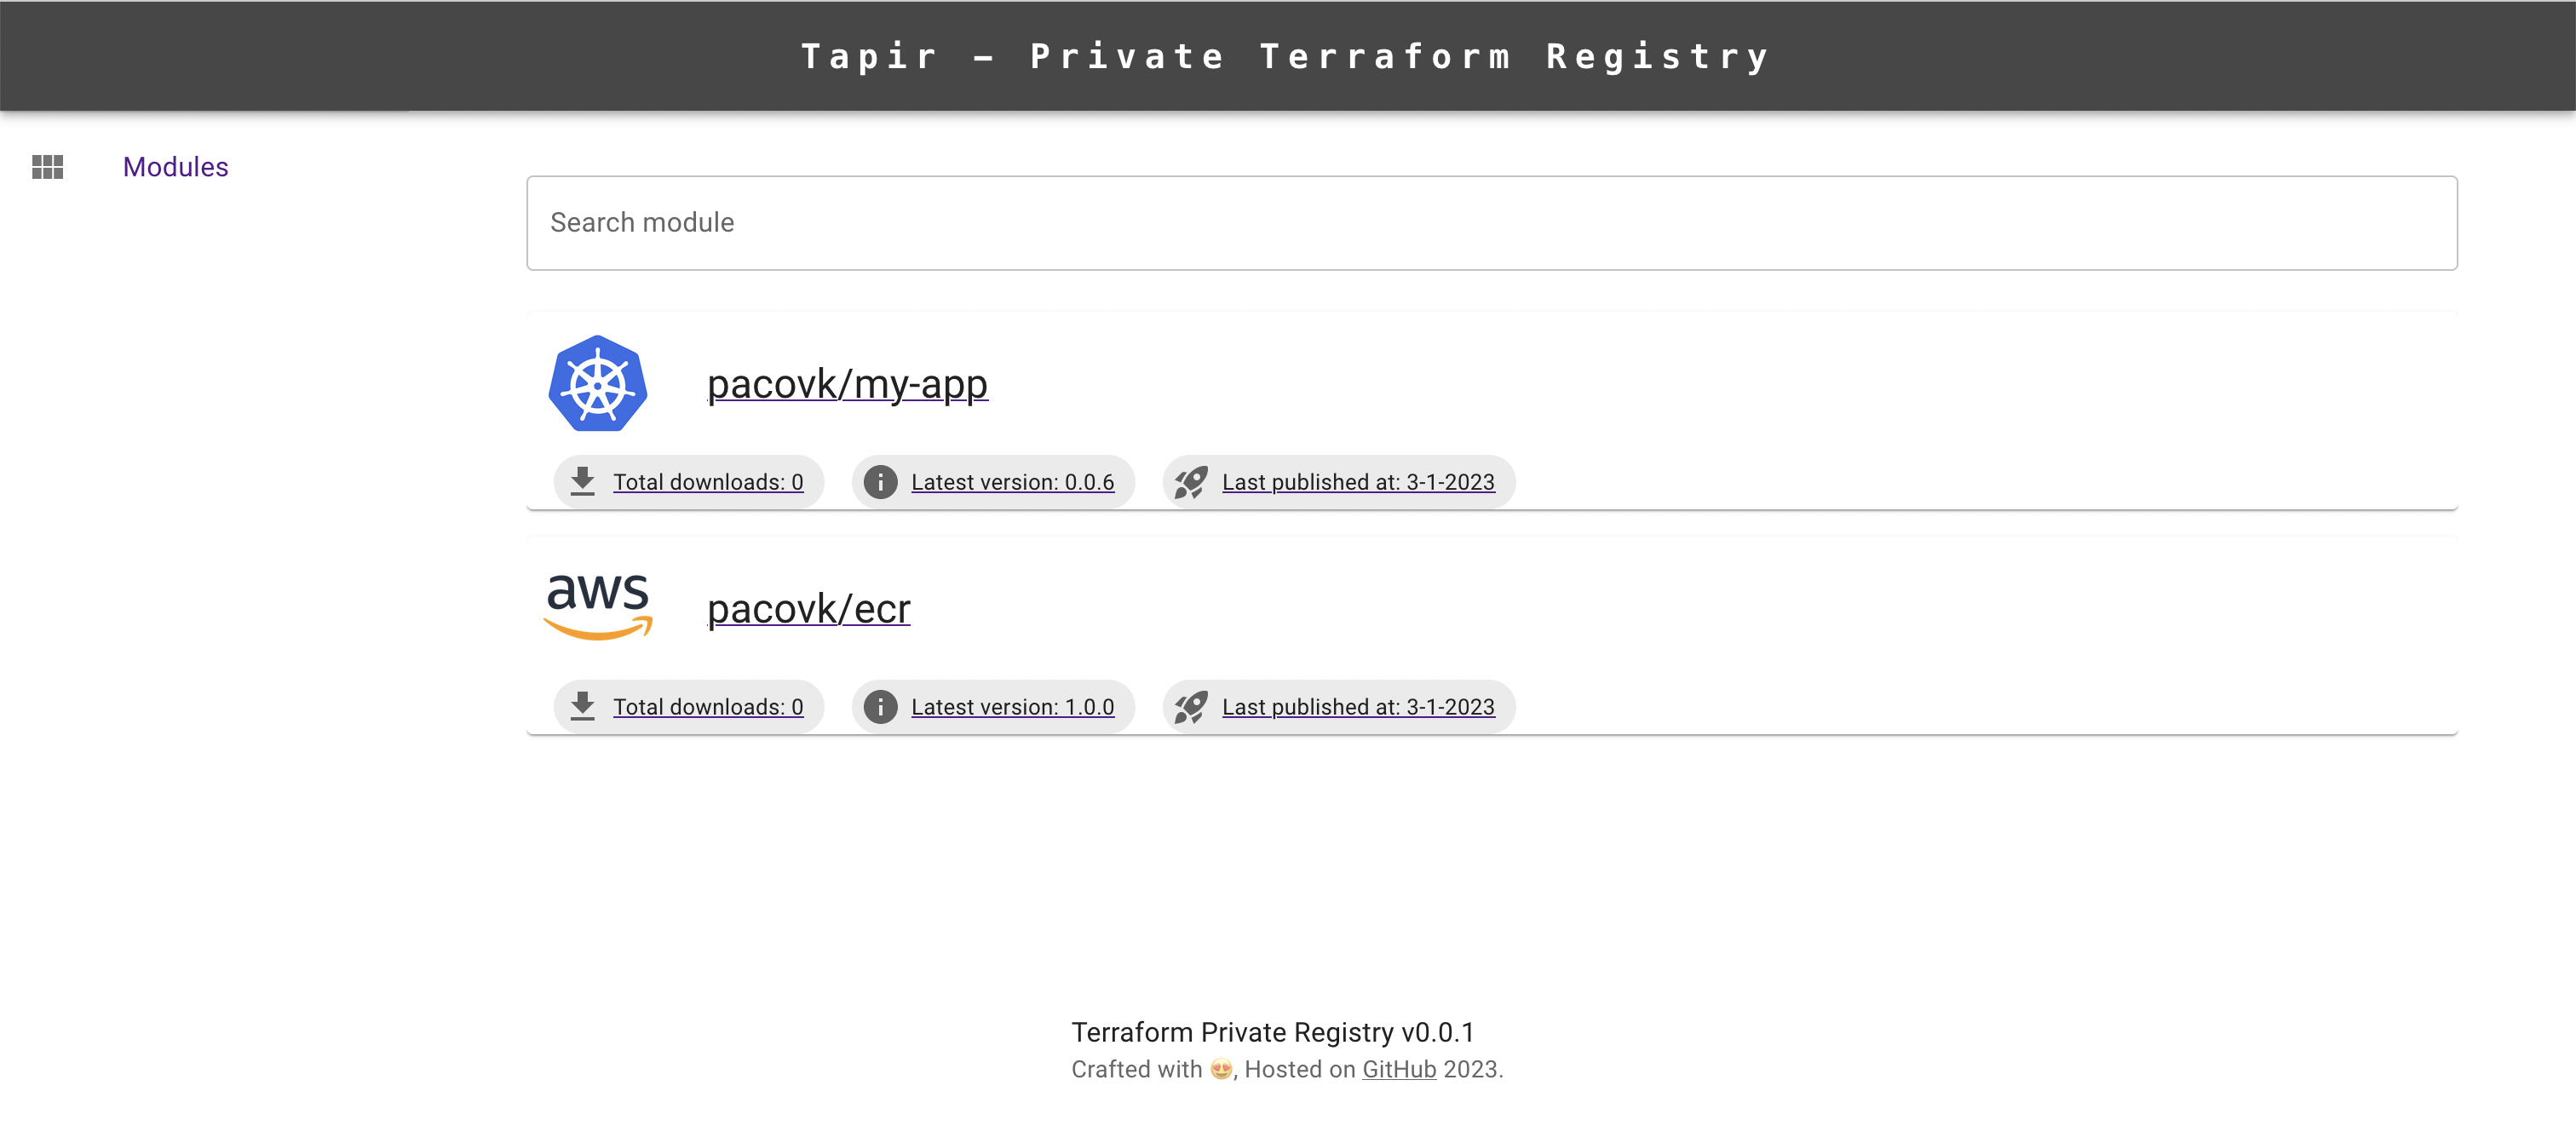 Tapir – Private Terraform Registry
Modules
Search module
pacovk/my-app
Total downloads: 0
Latest version: 0.0.6
Last published at: 3-1-2023
aws
pacovk/ecr
Total downloads: 0
Latest version: 1.0.0
Last published at: 3-1-2023
Terraform Private Registry v0.0.1
Crafted with 😍, Hosted on GitHub 2023.